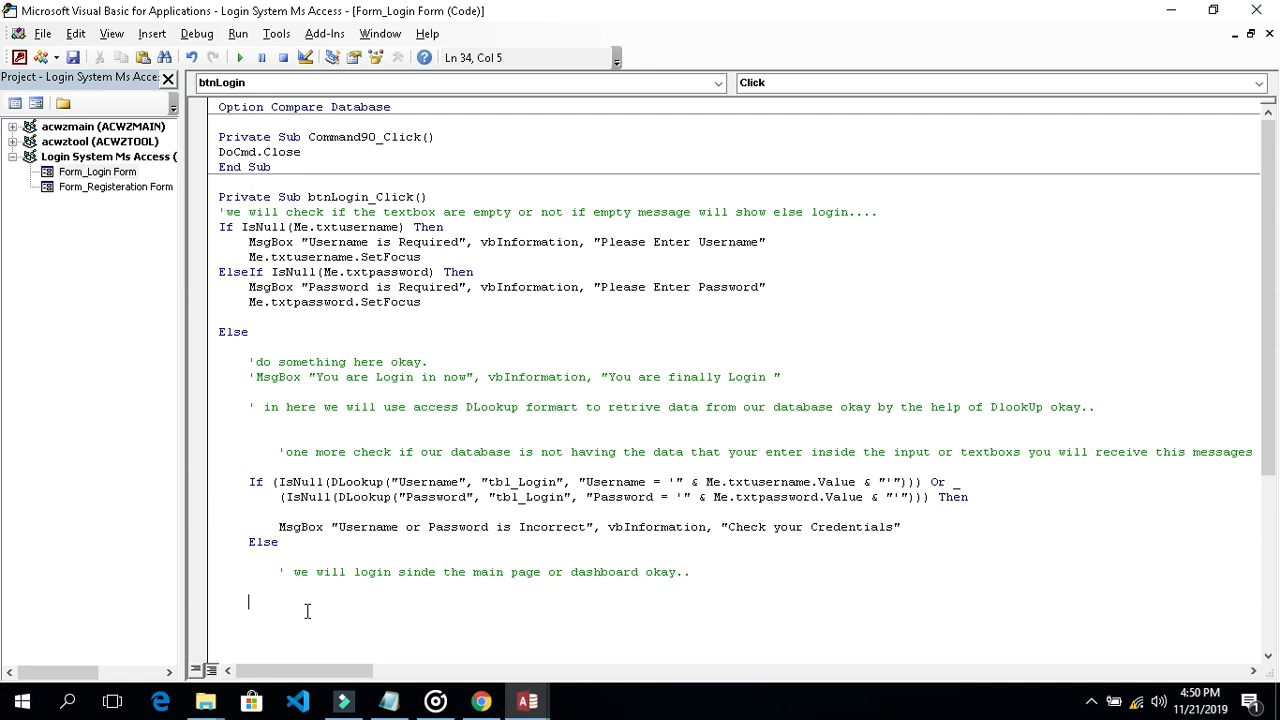 Microsoft Visual Basic for Applications - Login System Ms Access - [Form_Login Form (Code)]
File Edit View Insert Debug Run Tools Add-Ins Window Help
Ln 34, Col 5
Project - Login System Ms Acce
btnLogin
Click
acwzmain (ACWZMAIN)
acwztool (ACWZTOOL)
Login System Ms Access (
Form_Login Form
Form_Registeration Form
Option Compare Database
Private Sub Command90_Click()
DoCmd.Close
End Sub
Private Sub btnLogin_Click()
'we will check if the textbox are empty or not if empty message will show else login....
If IsNull(Me.txtusername) Then
MsgBox "Username is Required", vbInformation, "Please Enter Username"
Me.txtusername.SetFocus
ElseIf IsNull(Me.txtpassword) Then
MsgBox "Password is Required", vbInformation, "Please Enter Password"
Me.txtpassword.SetFocus
Else
'do something here okay.
'MsgBox "You are Login in now", vbInformation, "You are finally Login "
' in here we will use access DLookup formart to retrive data from our database okay by the help of DlookUp okay..
'one more check if our database is not having the data that your enter inside the input or textboxs you will receive this messages
If (IsNull(DLookup("Username", "tbl_Login", "Username = '" & Me.txtusername.Value & "'"))) Or _
(IsNull(DLookup("Password", "tbl_Login", "Password = '" & Me.txtpassword.Value & "'"))) Then
MsgBox "Username or Password is Incorrect", vbInformation, "Check your Credentials"
Else
' we will login sinde the main page or dashboard okay..
4:50 PM
11/21/2019